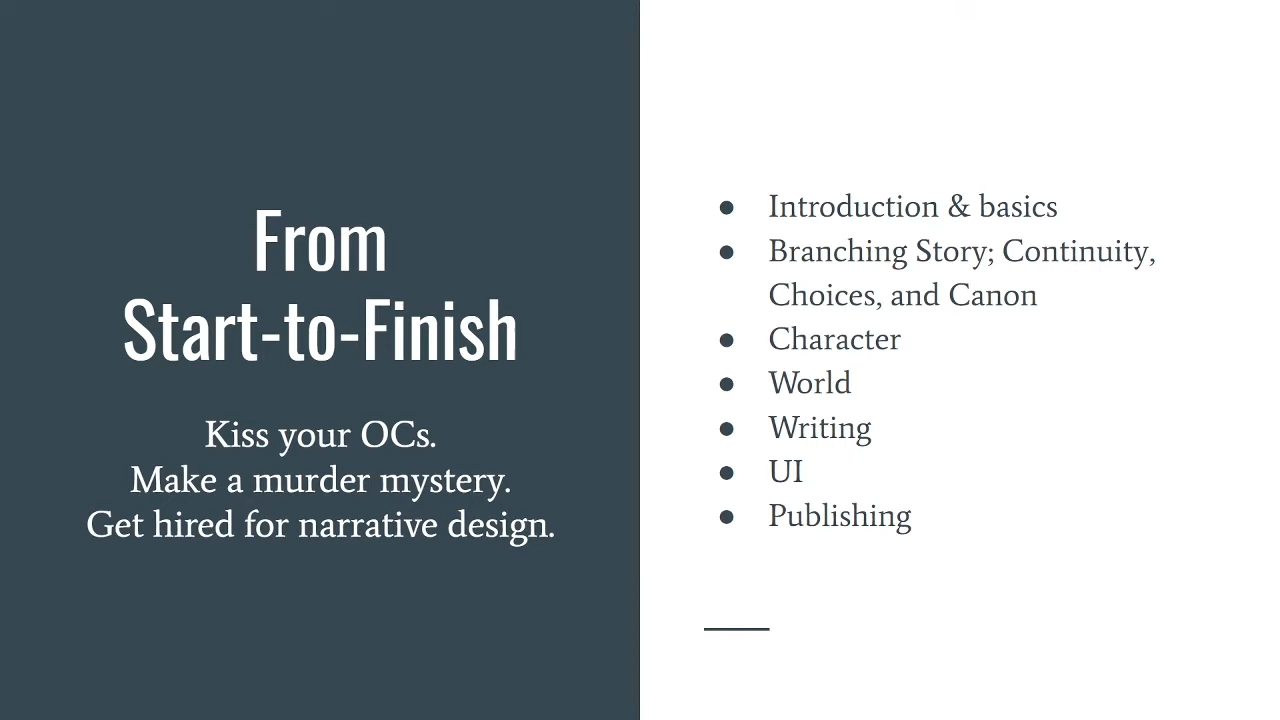 From
Start-to-Finish
Kiss your OCs.
Make a murder mystery.
Get hired for narrative design.
● Introduction & basics
● Branching Story; Continuity,
Choices, and Canon
● Character
● World
● Writing
● UI
● Publishing